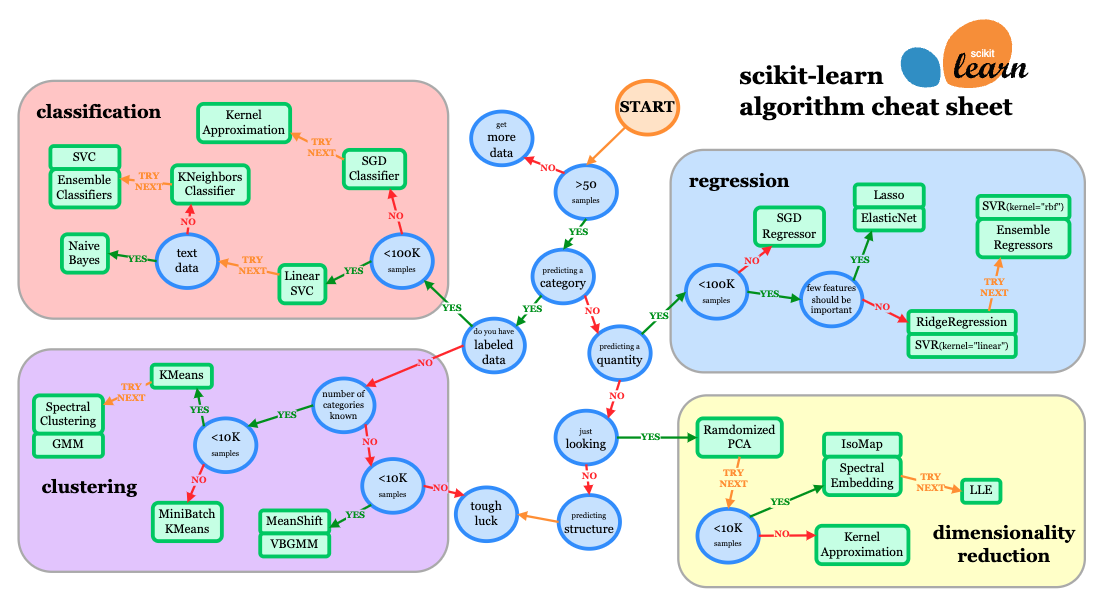 scikit
learn
scikit-learn
algorithm cheat sheet
START
get
more
data
NO
>50
samples
YES
predicting a
category
YES
NO
do you have
labeled
data
YES
NO
predicting a
quantity
YES
NO
just
looking
YES
NO
predicting
structure
tough
luck
classification
Kernel
Approximation
TRY
NEXT
SGD
Classifier
NO
<100K
samples
YES
Linear
SVC
TRY
NEXT
text
data
YES
Naive
Bayes
NO
KNeighbors
Classifier
TRY
NEXT
SVC
Ensemble
Classifiers
regression
SGD
Regressor
NO
<100K
samples
YES
few features
should be
important
YES
Lasso
ElasticNet
NO
RidgeRegression
SVR(kernel="linear")
TRY
NEXT
SVR(kernel="rbf")
Ensemble
Regressors
clustering
number of
categories
known
YES
<10K
samples
YES
KMeans
TRY
NEXT
Spectral
Clustering
GMM
NO
MiniBatch
KMeans
NO
<10K
samples
NO
YES
MeanShift
VBGMM
dimensionality
reduction
Randomized
PCA
TRY
NEXT
<10K
samples
YES
IsoMap
Spectral
Embedding
TRY
NEXT
LLE
NO
Kernel
Approximation